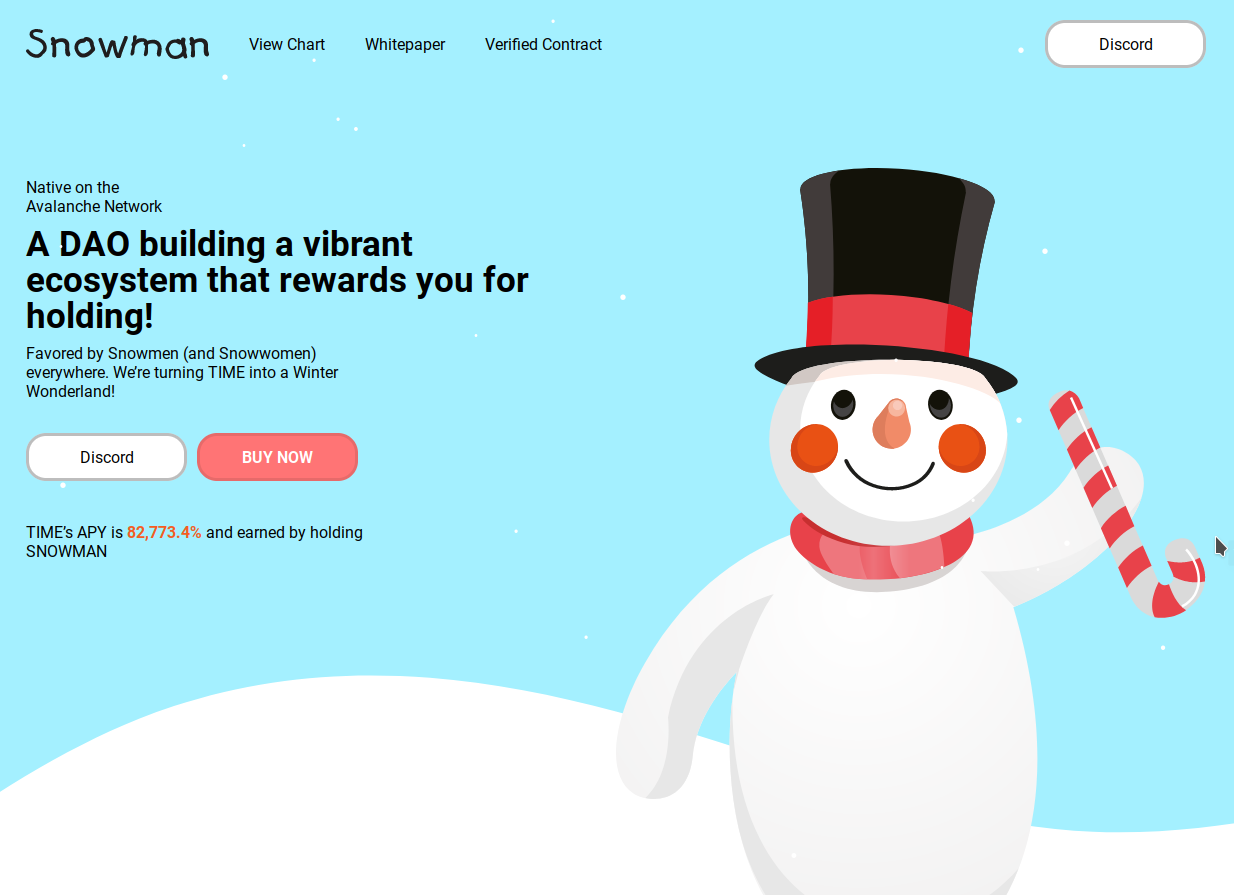 Snowman
View Chart
Whitepaper
Verified Contract
Discord
Native on the
Avalanche Network
A DAO building a vibrant
ecosystem that rewards you for
holding!
Favored by Snowmen (and Snowwomen)
everywhere. We’re turning TIME into a Winter
Wonderland!
Discord
BUY NOW
TIME’s APY is 82,773.4% and earned by holding
SNOWMAN